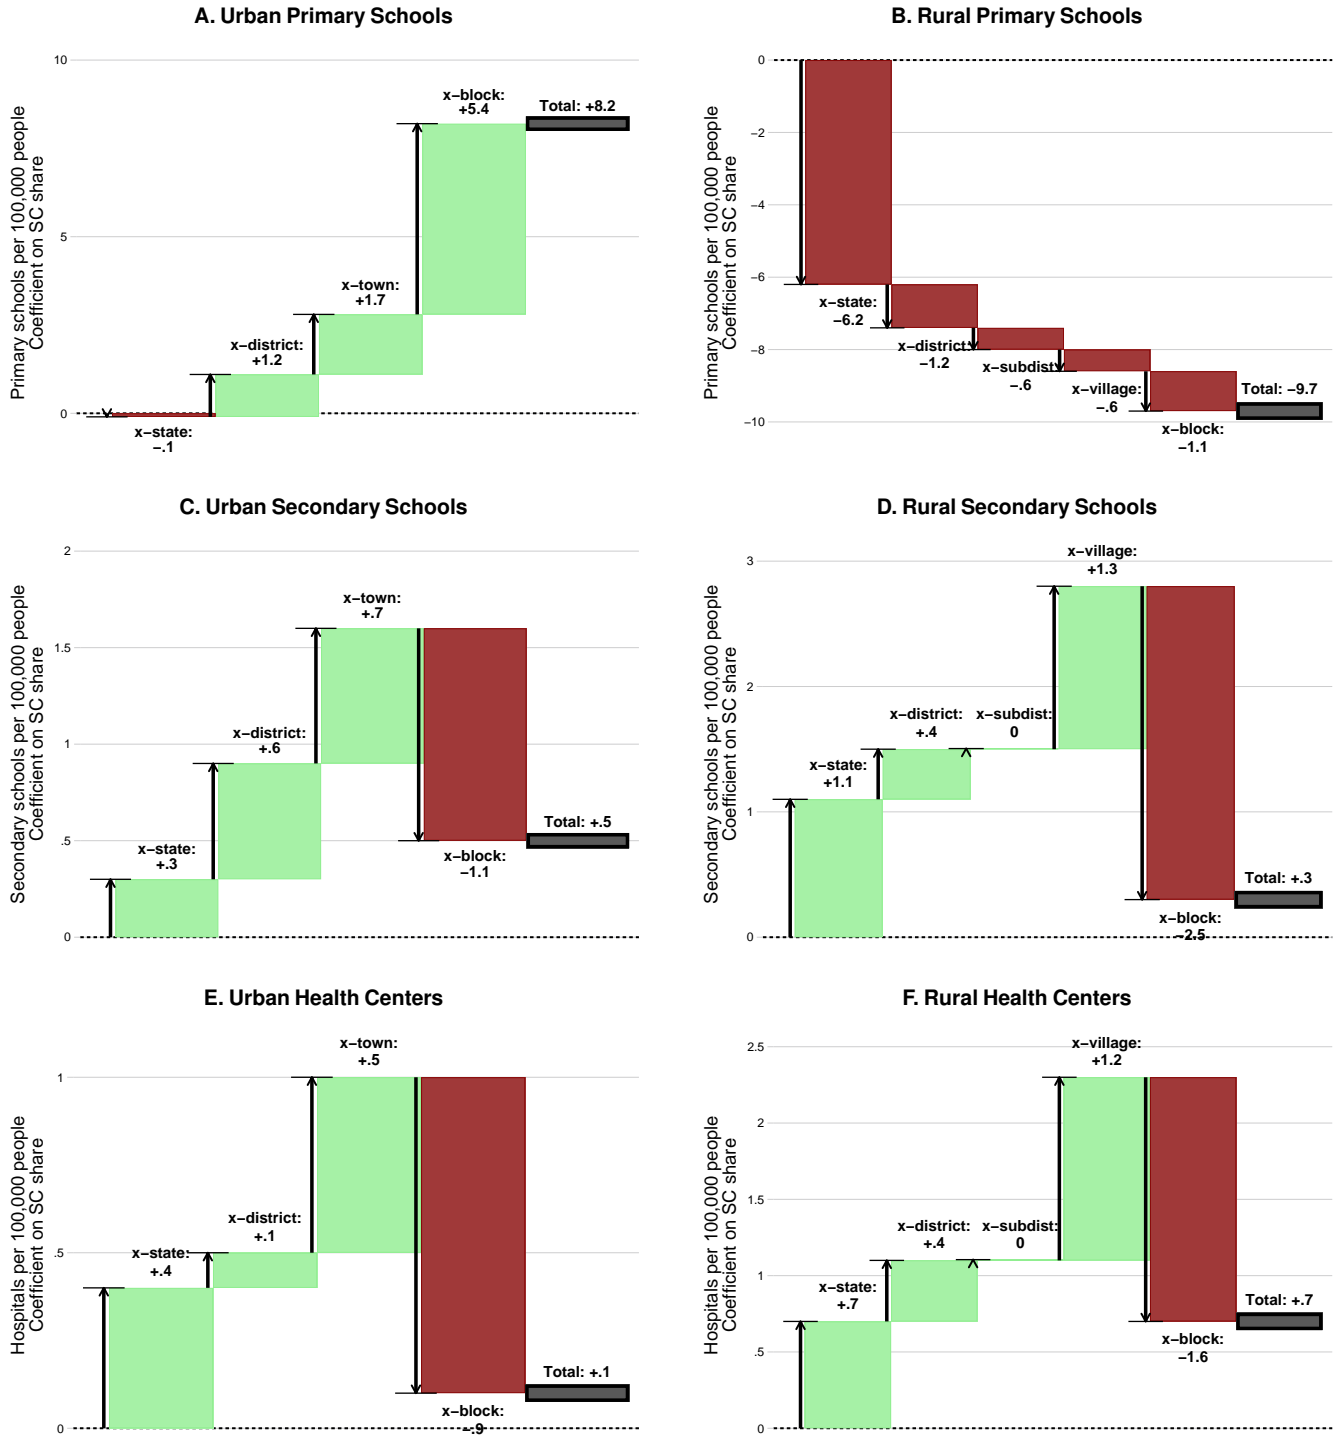 A. Urban Primary Schools
Primary schools per 100,000 people
Coefficient on SC share
10
5
0
x−state:
−.1
x−district:
+1.2
x−town:
+1.7
x−block:
+5.4
Total: +8.2
B. Rural Primary Schools
Primary schools per 100,000 people
Coefficient on SC share
0
−2
−4
−6
−8
−10
x−state:
−6.2
x−district:
−1.2
x−subdist:
−.6
x−village:
−.6
x−block:
−1.1
Total: −9.7
C. Urban Secondary Schools
Secondary schools per 100,000 people
Coefficient on SC share
2
1.5
1
.5
0
x−state:
+.3
x−district:
+.6
x−town:
+.7
x−block:
−1.1
Total: +.5
D. Rural Secondary Schools
Secondary schools per 100,000 people
Coefficient on SC share
3
2
1
0
x−state:
+1.1
x−district:
+.4
x−subdist:
0
x−village:
+1.3
x−block:
−2.5
Total: +.3
E. Urban Health Centers
Hospitals per 100,000 people
Coefficient on SC share
1
.5
0
x−state:
+.4
x−district:
+.1
x−town:
+.5
x−block:
−.9
Total: +.1
F. Rural Health Centers
Hospitals per 100,000 people
Coefficient on SC share
2.5
2
1.5
1
.5
0
x−state:
+.7
x−district:
+.4
x−subdist:
0
x−village:
+1.2
x−block:
−1.6
Total: +.7